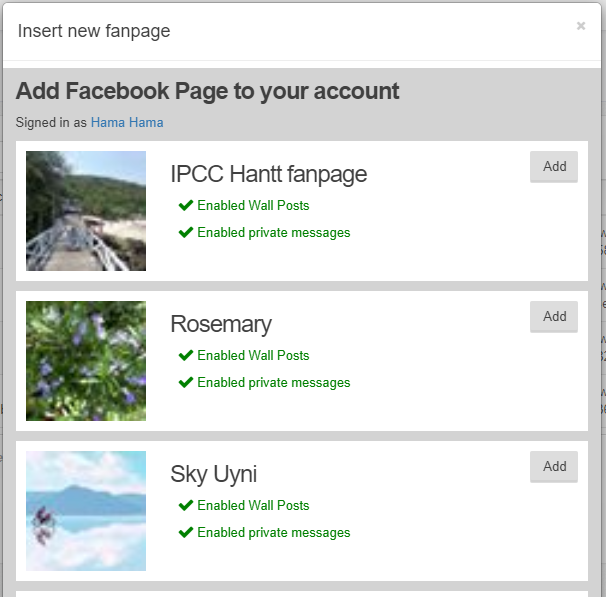 Insert new fanpage
×
Add Facebook Page to your account
Signed in as Hama Hama
IPCC Hantt fanpage
Add
Enabled Wall Posts
Enabled private messages
Rosemary
Add
Enabled Wall Posts
Enabled private messages
Sky Uyni
Add
Enabled Wall Posts
Enabled private messages